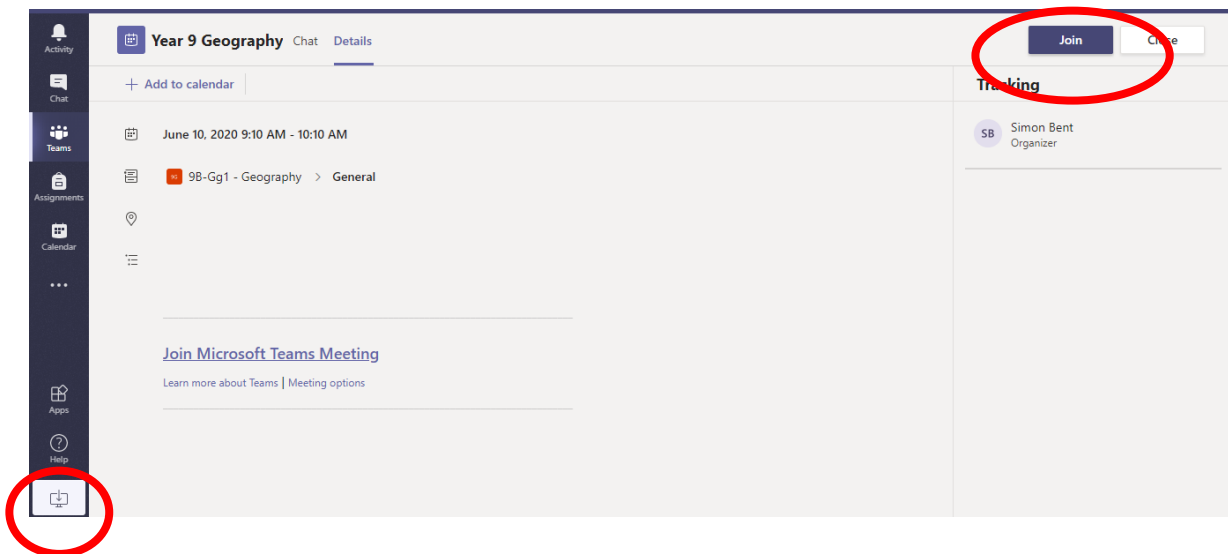 Activity
Chat
Teams
Assignments
Calendar
Apps
Help
Year 9 Geography Chat Details
Join Close
+ Add to calendar
Tracking
June 10, 2020 9:10 AM - 10:10 AM
9B-Gg1 - Geography > General
SB Simon Bent
Organizer
Join Microsoft Teams Meeting
Learn more about Teams | Meeting options